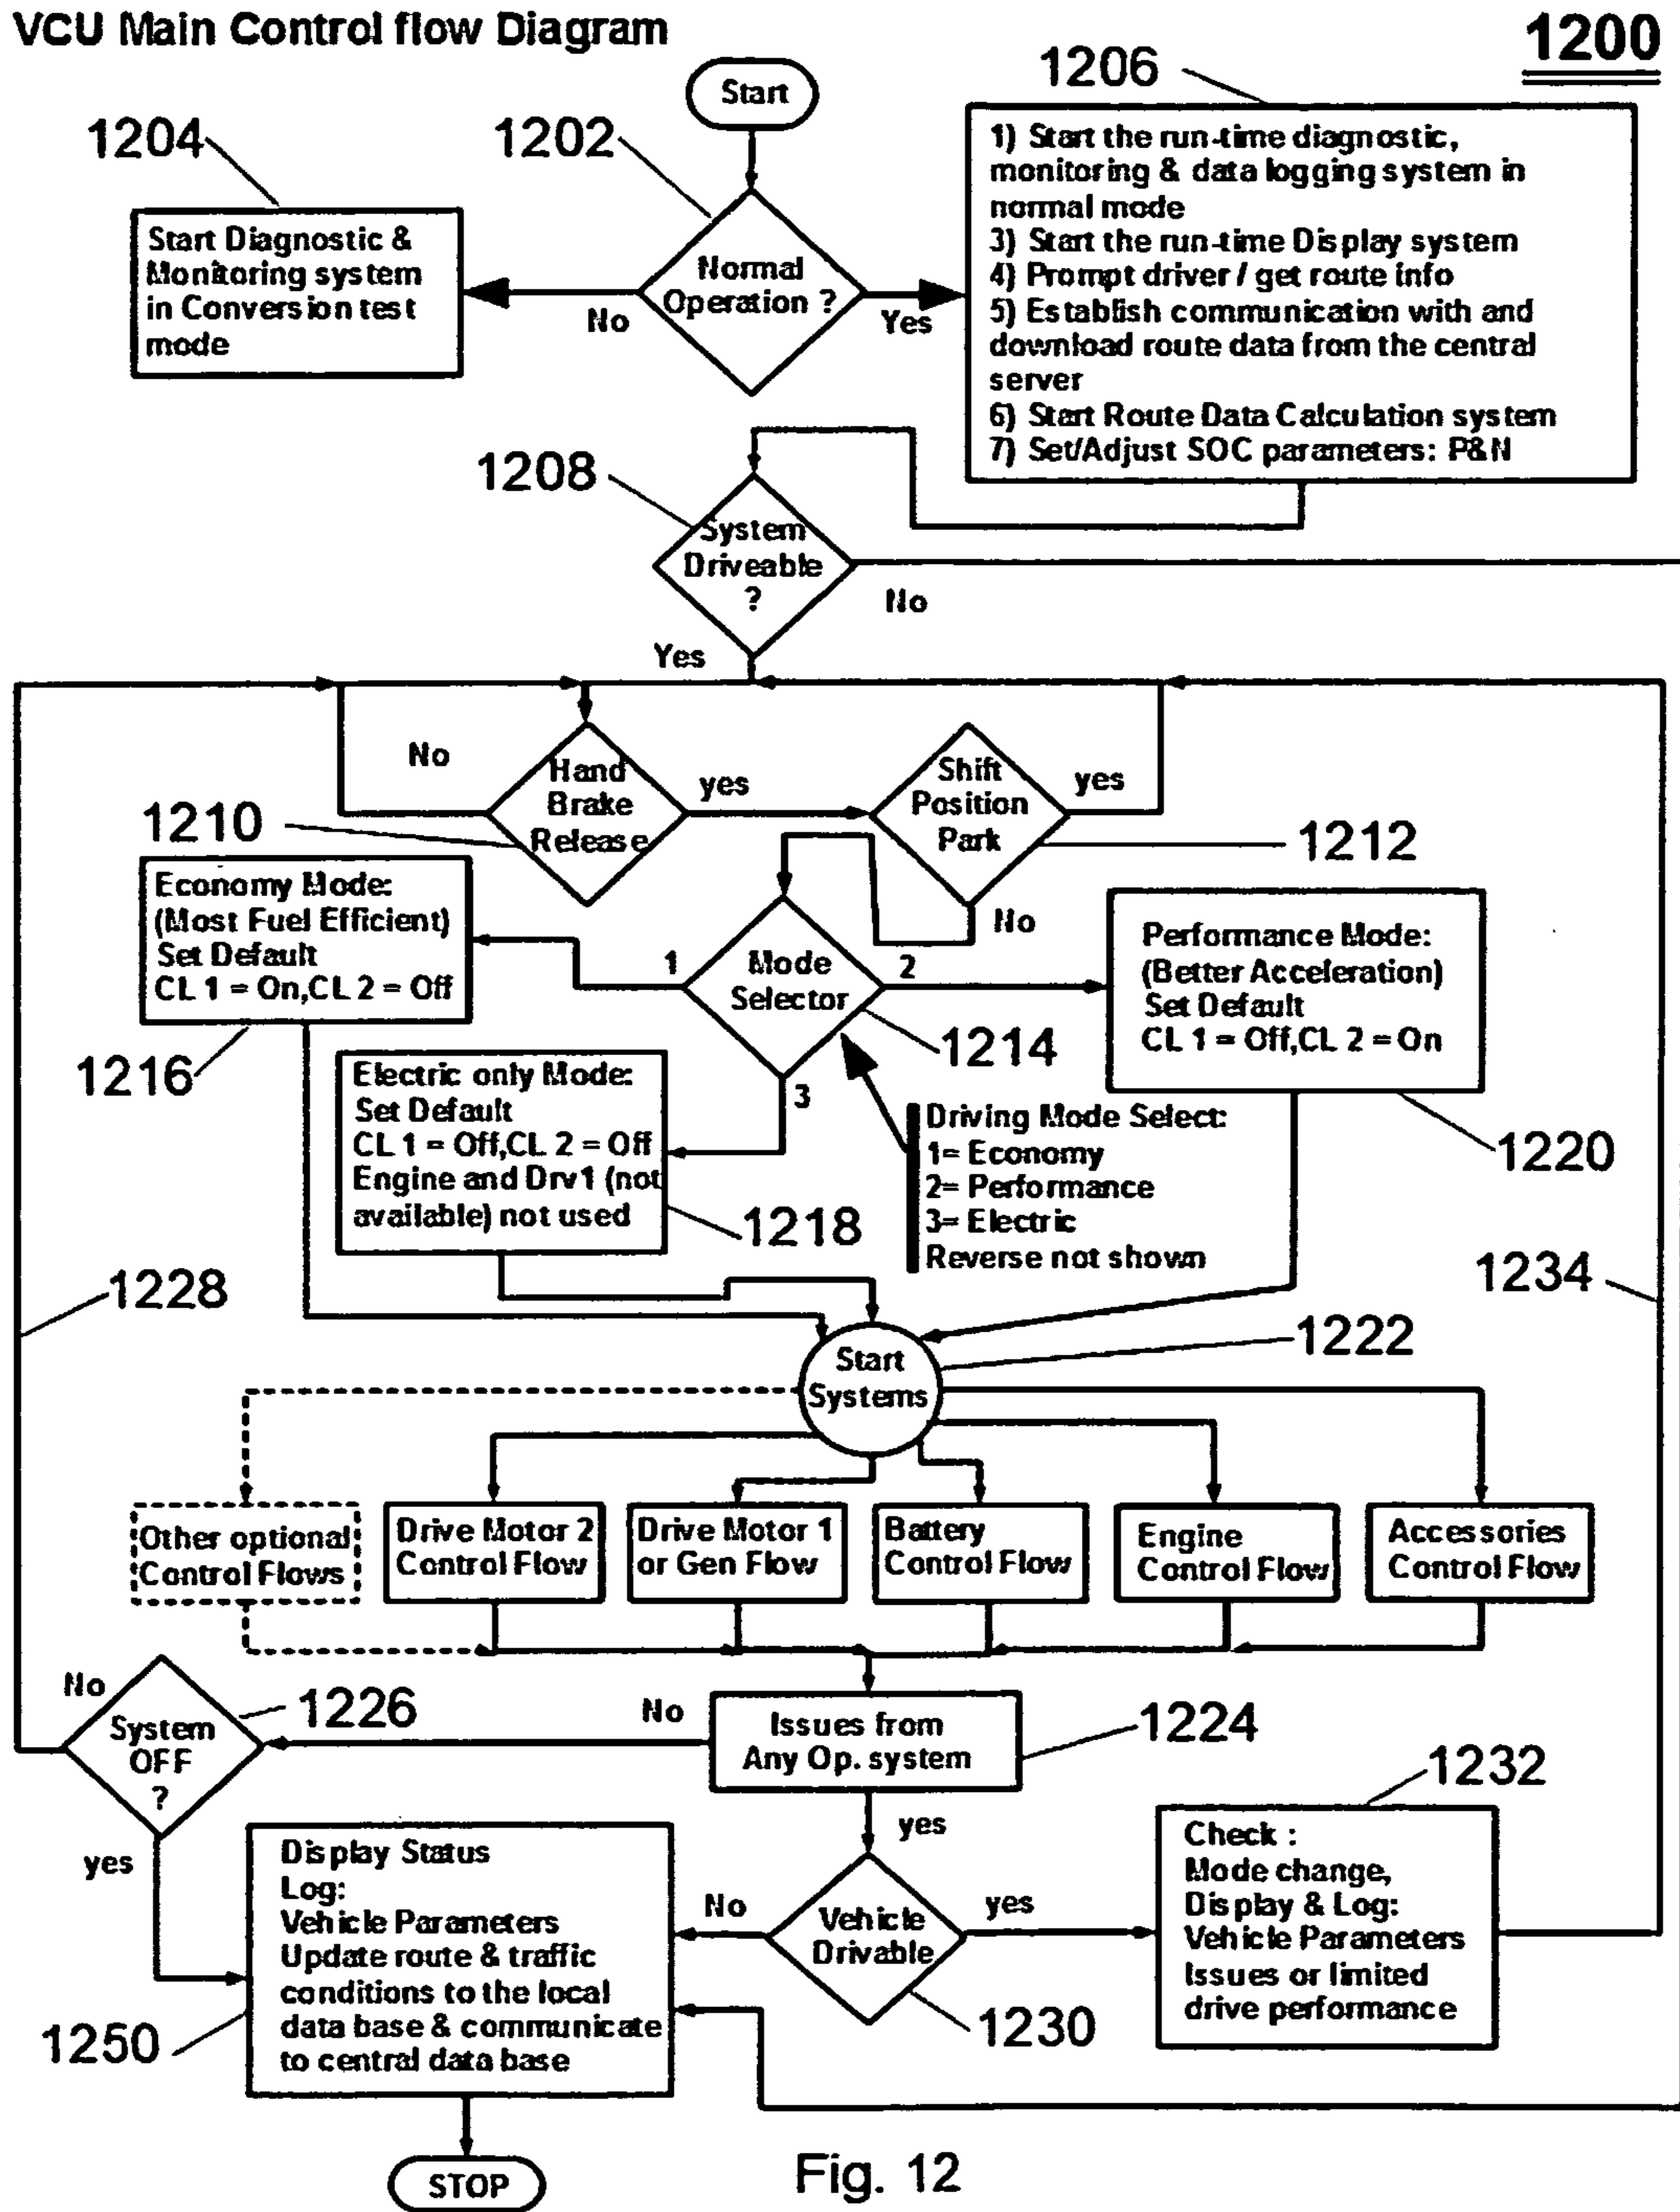 VCU Main Control flow Diagram
1200
Start
1206
1204
1202
1) Start the run-time diagnostic,
monitoring & data logging system in
normal mode
3) Start the run-time Display system
4) Prompt driver / get route info
5) Establish communication with and
download route data from the central
server
6) Start Route Data Calculation system
7) Set/Adjust SOC parameters: P&N
Start Diagnostic &
Monitoring system
in Conversion test
mode
Normal
Operation ?
No
Yes
1208
System
Driveable
?
No
Yes
No
Hand
Brake
Release
yes
Shift
Position
Park
yes
1210
1212
No
Economy Mode:
(Most Fuel Efficient)
Set Default
CL 1 = On,CL 2 = Off
1
Mode
Selector
2
3
Performance Mode:
(Better Acceleration)
Set Default
CL 1 = Off,CL 2 = On
1214
1216
Electric only Mode:
Set Default
CL 1 = Off,CL 2 = Off
Engine and Drv1 (not
available) not used
Driving Mode Select:
1= Economy
2= Performance
3= Electric
Reverse not shown
1220
1218
1228
1234
Start
Systems
1222
Other optional
Control Flows
Drive Motor 2
Control Flow
Drive Motor 1
or Gen Flow
Battery
Control Flow
Engine
Control Flow
Accessories
Control Flow
No
System
OFF
?
1226
No
Issues from
Any Op. system
1224
1232
yes
yes
Display Status
Log:
Vehicle Parameters
Update route & traffic
conditions to the local
data base & communicate
to central data base
No
Vehicle
Drivable
yes
Check :
Mode change,
Display & Log:
Vehicle Parameters
Issues or limited
drive performance
1250
1230
STOP
Fig. 12